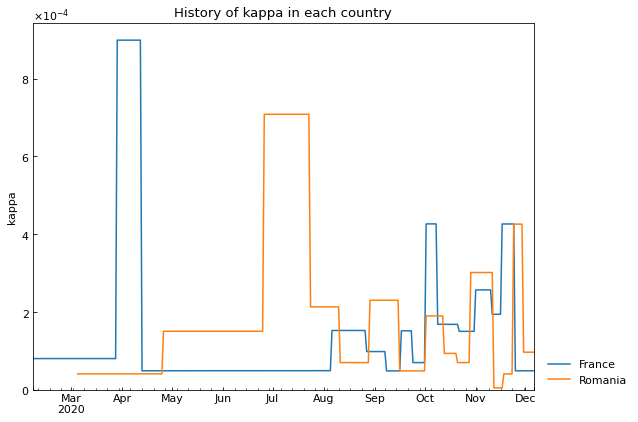 History of kappa in each country
×10⁻⁴
8
6
4
2
0
kappa
Mar Apr May Jun Jul Aug Sep Oct Nov Dec
2020
France
Romania